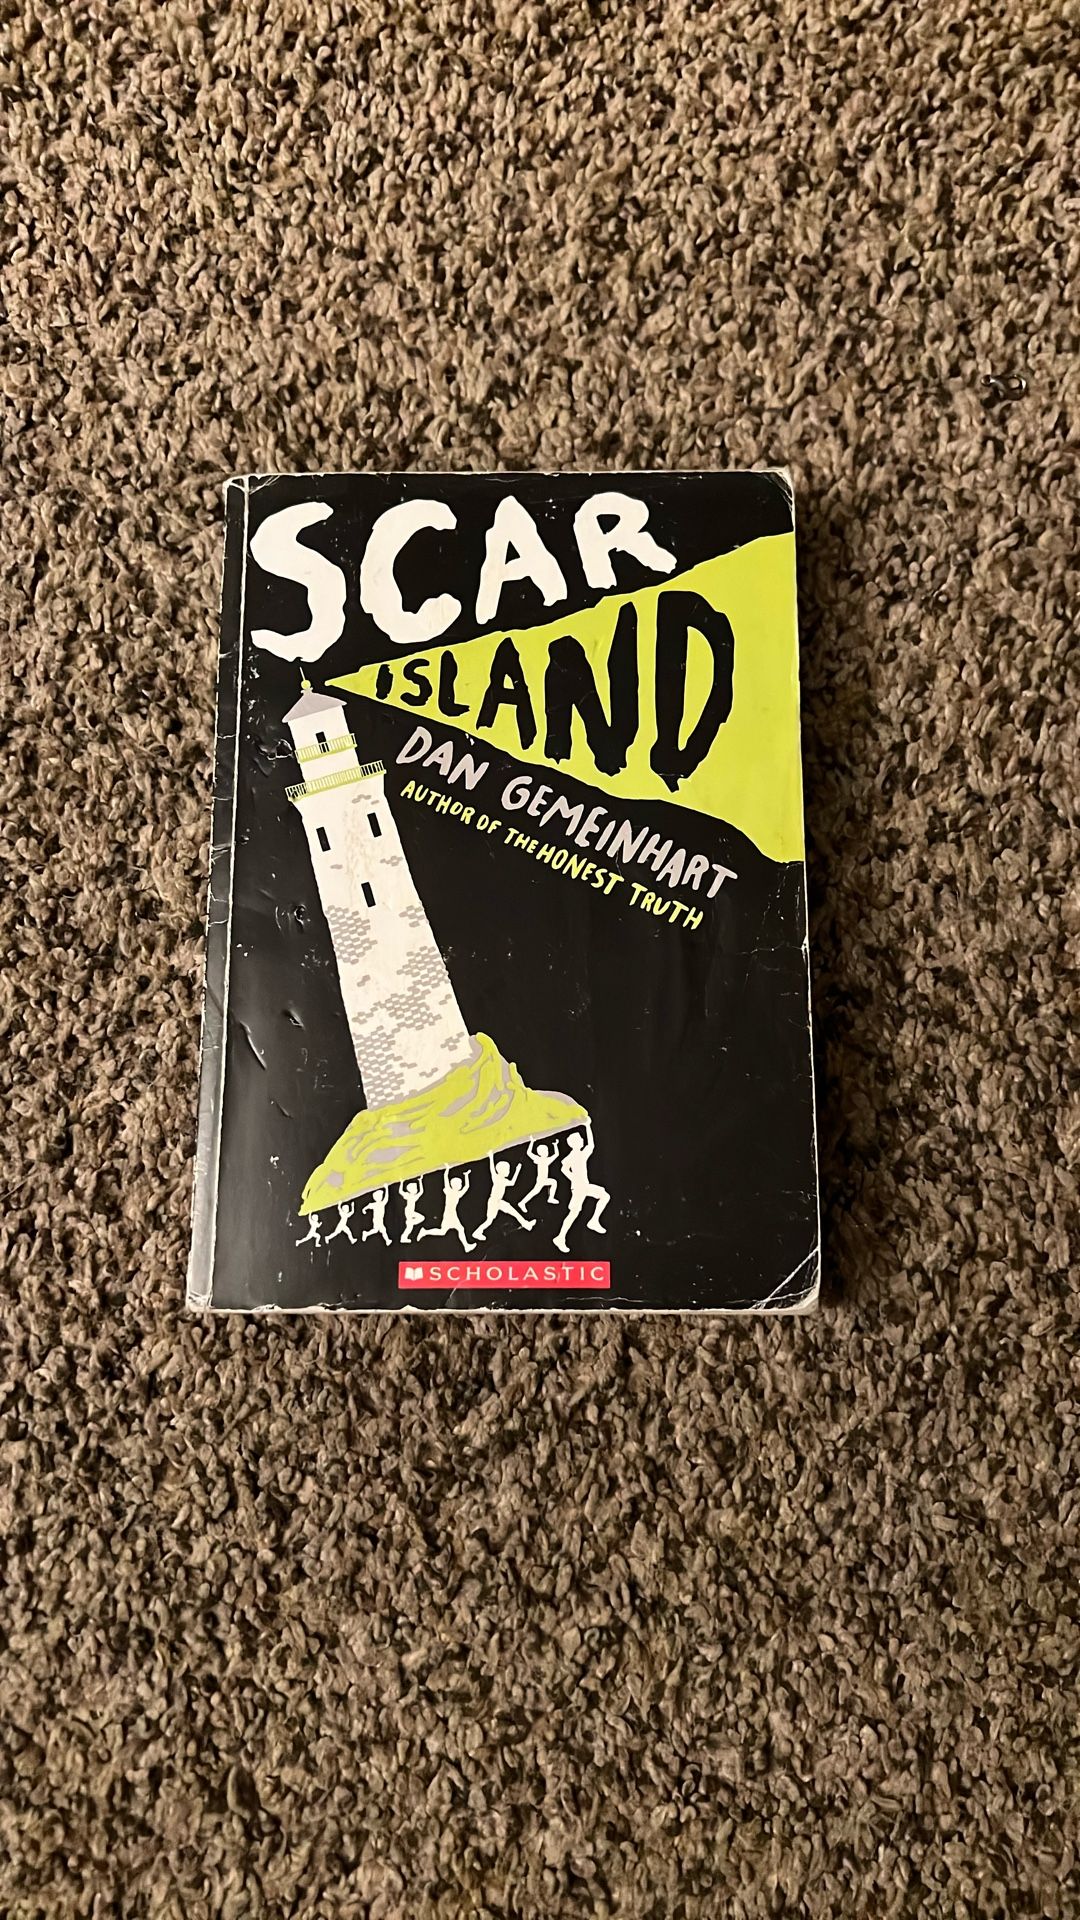 SCAR
ISLAND
DAN GEMEINHART
AUTHOR OF THE HONEST TRUTH
SCHOLASTIC